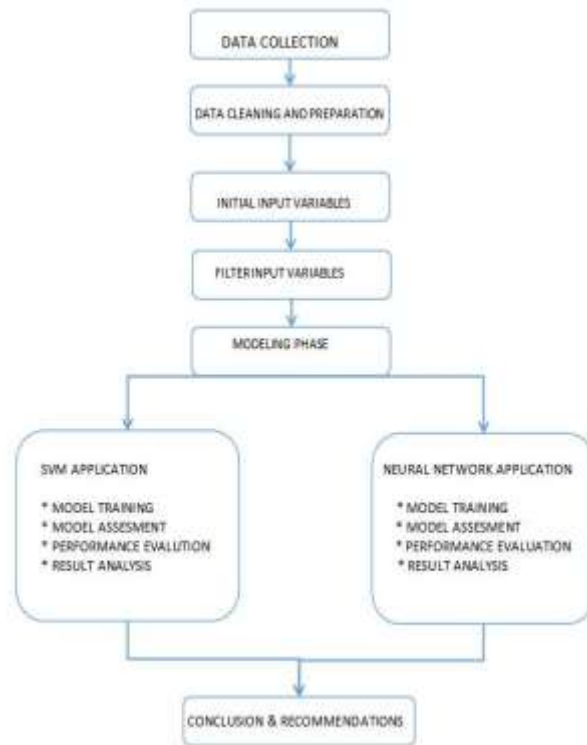 DATA COLLECTION
DATA CLEANING AND PREPARATION
INITIAL INPUT VARIABLES
FILTER INPUT VARIABLES
MODELING PHASE
SVM APPLICATION
* MODEL TRAINING
* MODEL ASSESMENT
* PERFORMANCE EVALUTION
* RESULT ANALYSIS
NEURAL NETWORK APPLICATION
* MODEL TRAINING
* MODEL ASSESMENT
* PERFORMANCE EVALUATION
* RESULT ANALYSIS
CONCLUSION & RECOMMENDATIONS